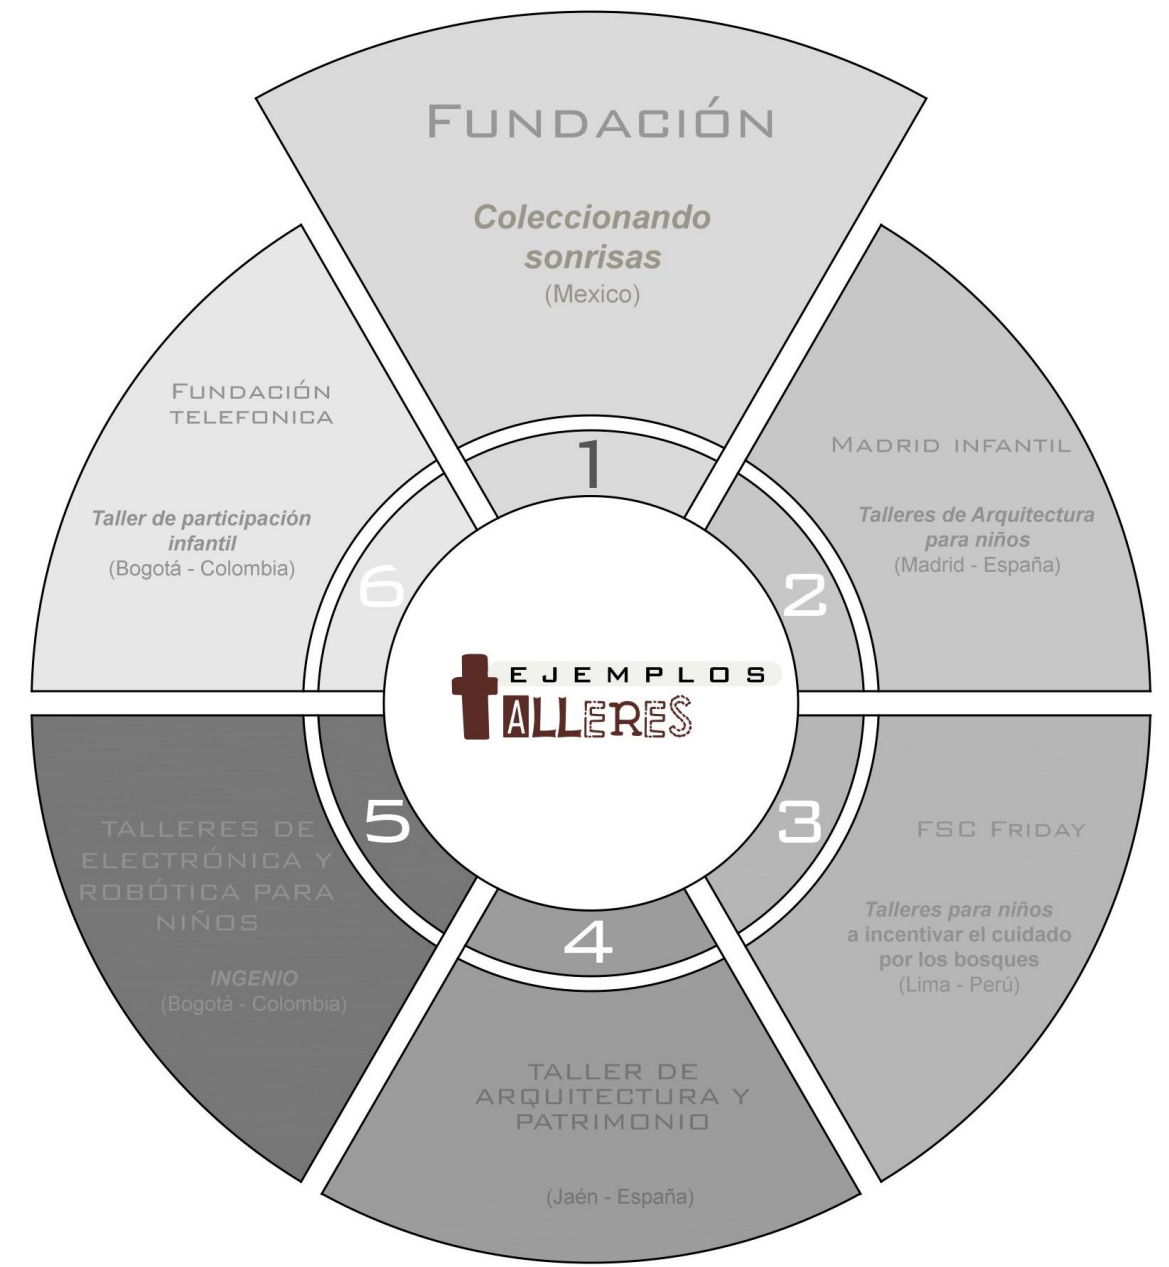 FUNDACIÓN
Coleccionando
sonrisas
(Mexico)
1
MADRID INFANTIL
Talleres de Arquitectura
para niños
(Madrid - España)
2
FSC FRIDAY
Talleres para niños
a incentivar el cuidado
por los bosques
(Lima - Perú)
3
TALLER DE
ARQUITECTURA Y
PATRIMONIO
(Jaén - España)
4
TALLERES DE
ELECTRÓNICA Y
ROBÓTICA PARA
NIÑOS
INGENIO
(Bogotá - Colombia)
5
FUNDACIÓN
TELEFONICA
Taller de participación
infantil
(Bogotá - Colombia)
6
EJEMPLOS
tALLERES